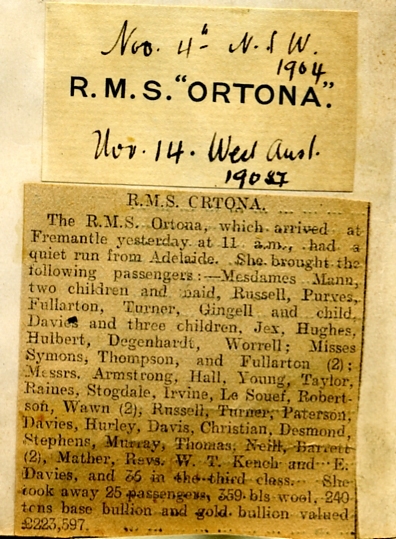 Nov. 4th N.S.W.
1904
R.M.S. "ORTONA".
Nov. 14. West Aust.
R.M.S. CRTONA.
The R.M.S. Ortona, which arrived at
Fremantle yesterday at 11 a.m., had a
quiet run from Adelaide. She brought the
following passengers:—Mesdames Mann,
two children and maid, Russell, Purves,
Fullarton, Turner, Gingell and child,
Davies and three children, Jex, Hughes,
Hulbert, Degenhardt, Worrell; Misses
Symons, Thompson, and Fullarton (2);
Messrs. Armstrong, Hall, Young, Taylor,
Raines, Stogdale, Irvine, Le Souef, Robert-
son, Wawn (2), Russell, Turner, Paterson,
Davies, Hurley, Davis, Christian, Desmond,
Stephens, Murray, Thomas, Neill, Barrett
(2), Mather, Revs. W. T. Kench and E.
Davies, and 35 in the third class. She
took away 25 passengers, 359 bls wool, 240
tons base bullion and gold bullion valued
£223,597.